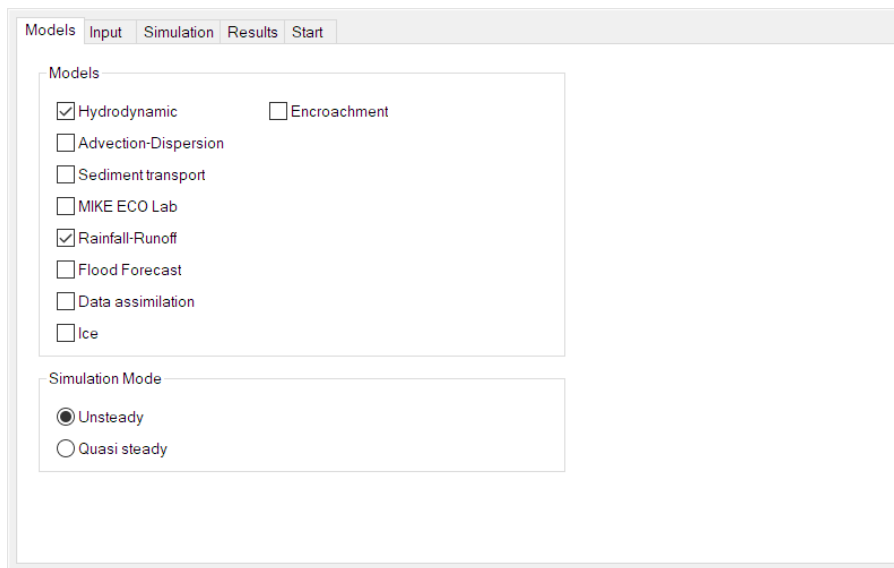 Models Input Simulation Results Start
Models
Hydrodynamic Encroachment
Advection-Dispersion
Sediment transport
MIKE ECO Lab
Rainfall-Runoff
Flood Forecast
Data assimilation
Ice
Simulation Mode
Unsteady
Quasi steady